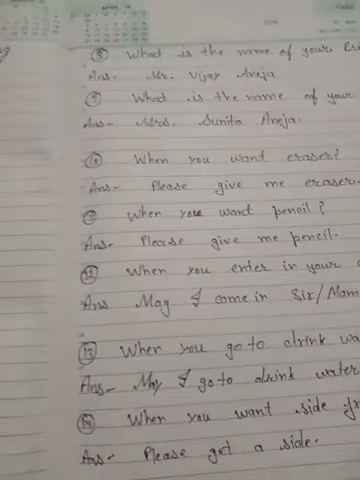 ⑧ What is the name of your
Ans. Mr. Vijay Aneja
⑨ What is the name of your
Ans- Mrs. Sunita Aneja.
⑩ When you want eraser?
Ans- Please give me eraser.
⑪ When you want pencil?
Ans- Please give me pencil.
⑫ When you enter in your
Ans May I come in Sir/Mam
⑬ When you go to drink
Ans- May I go to drink water
⑭ When you want side
Ans- Please get a side.